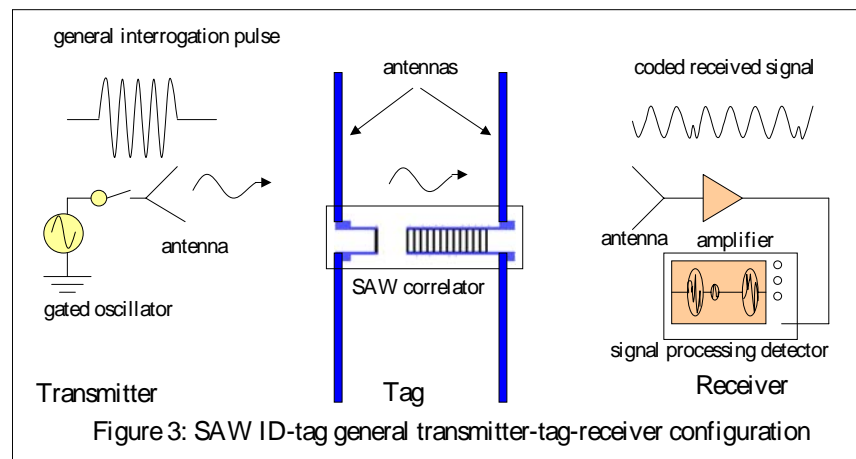 general interrogation pulse
antennas
coded received signal
antenna
gated oscillator
SAW correlator
antenna
amplifier
signal processing detector
Transmitter
Tag
Receiver
Figure 3: SAW ID-tag general transmitter-tag-receiver configuration